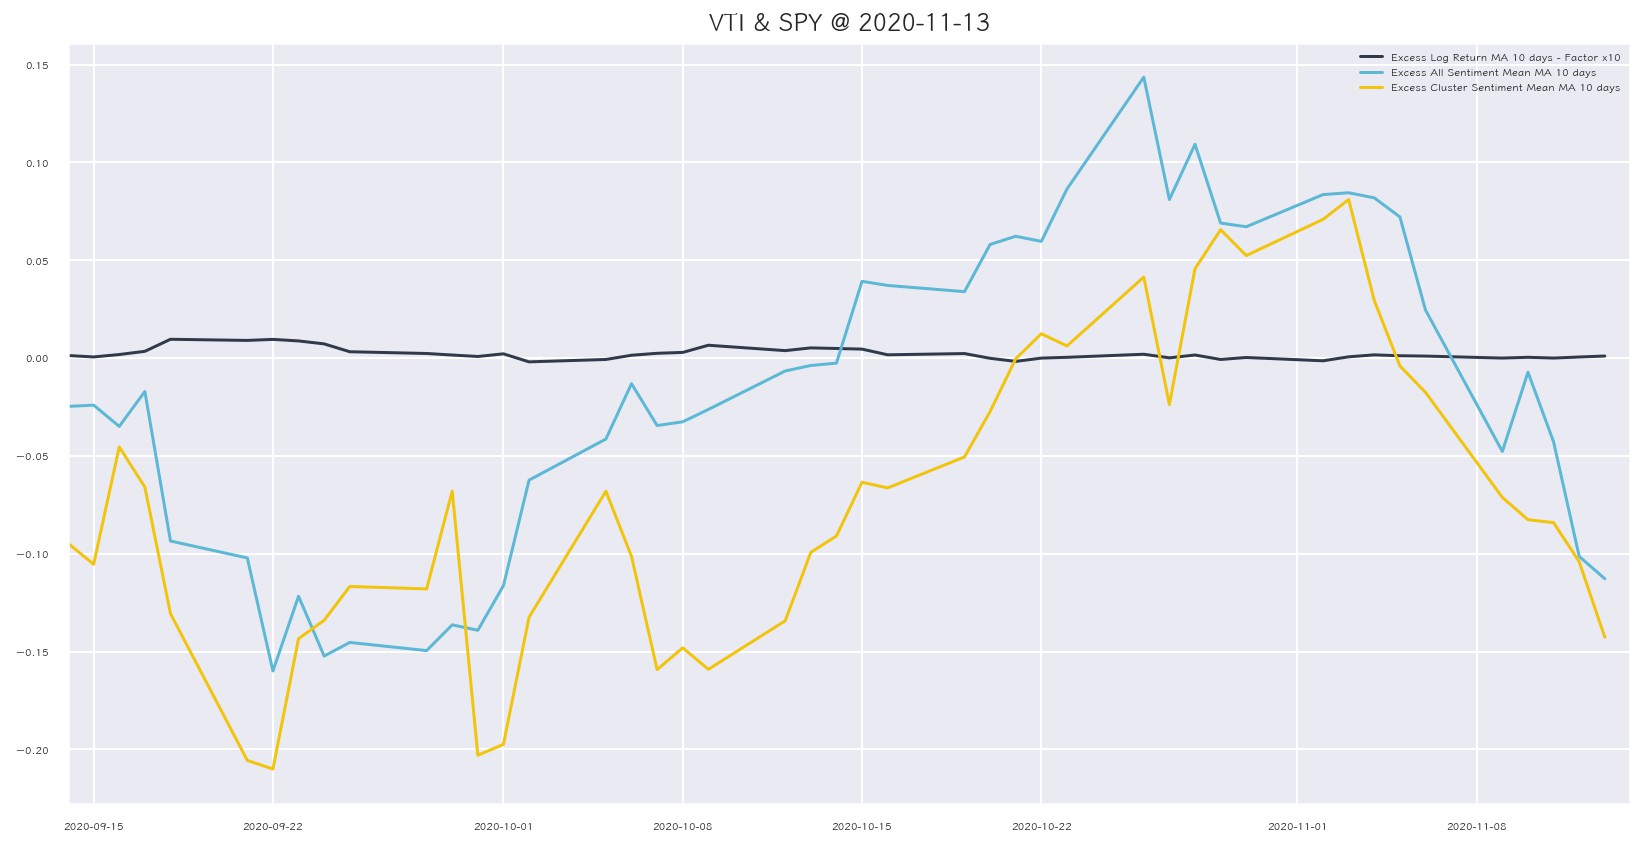 VTI & SPY @ 2020-11-13
Excess Log Return MA 10 days - Factor x10
Excess All Sentiment Mean MA 10 days
Excess Cluster Sentiment Mean MA 10 days
0.15
0.10
0.05
0.00
−0.05
−0.10
−0.15
−0.20
2020-09-15 2020-09-22 2020-10-01 2020-10-08 2020-10-15 2020-10-22 2020-11-01 2020-11-08